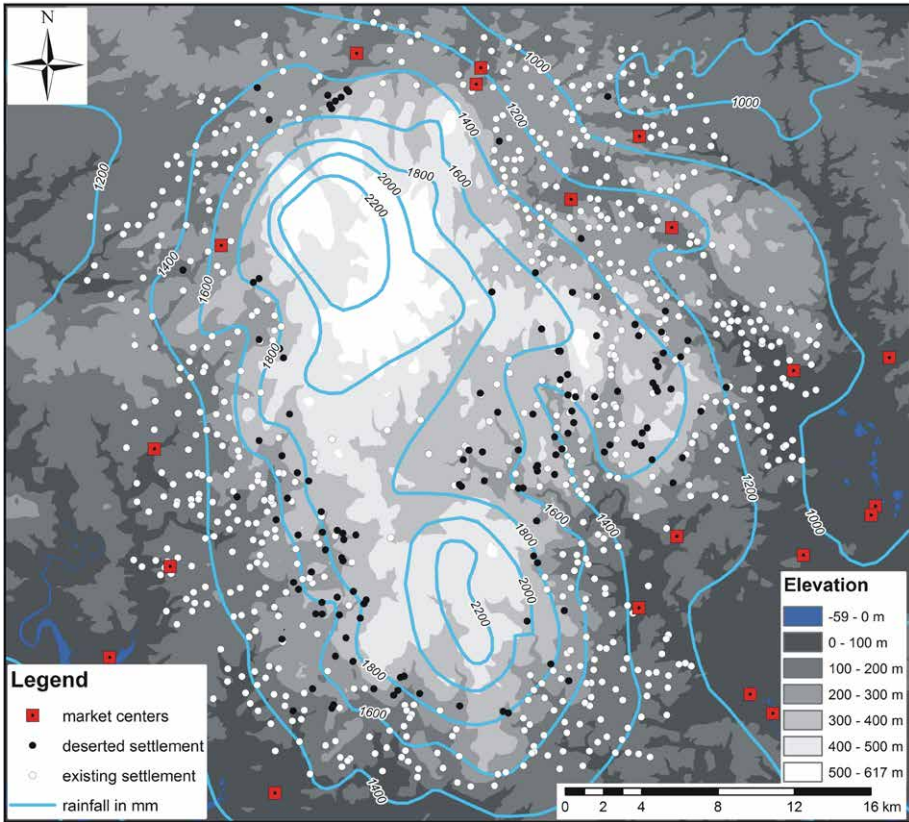 N
1000
1000
1400
1200
1600
1200
1800
2000
2200
1400
1600
1800
1200
1600
1400
1000
1800
2000
2200
1800
1600
1400
Legend
market centers
deserted settlement
existing settlement
rainfall in mm
Elevation
-59 - 0 m
0 - 100 m
100 - 200 m
200 - 300 m
300 - 400 m
400 - 500 m
500 - 617 m
0 2 4 8 12 16 km